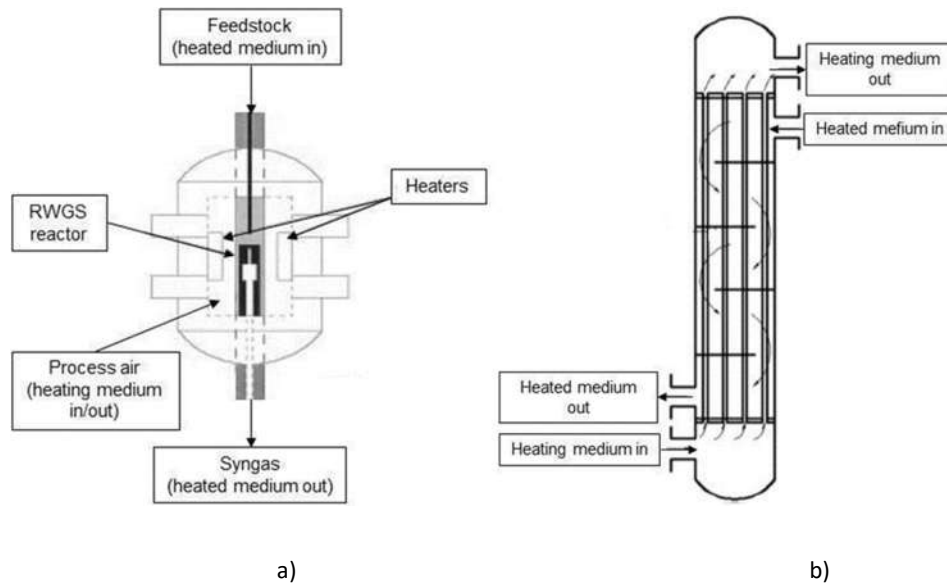 Feedstock
(heated medium in)
Heaters
RWGS
reactor
Process air
(heating medium
in/out)
Syngas
(heated medium out)
a)
Heating medium
out
Heated mefium in
Heated medium
out
Heating medium in
b)